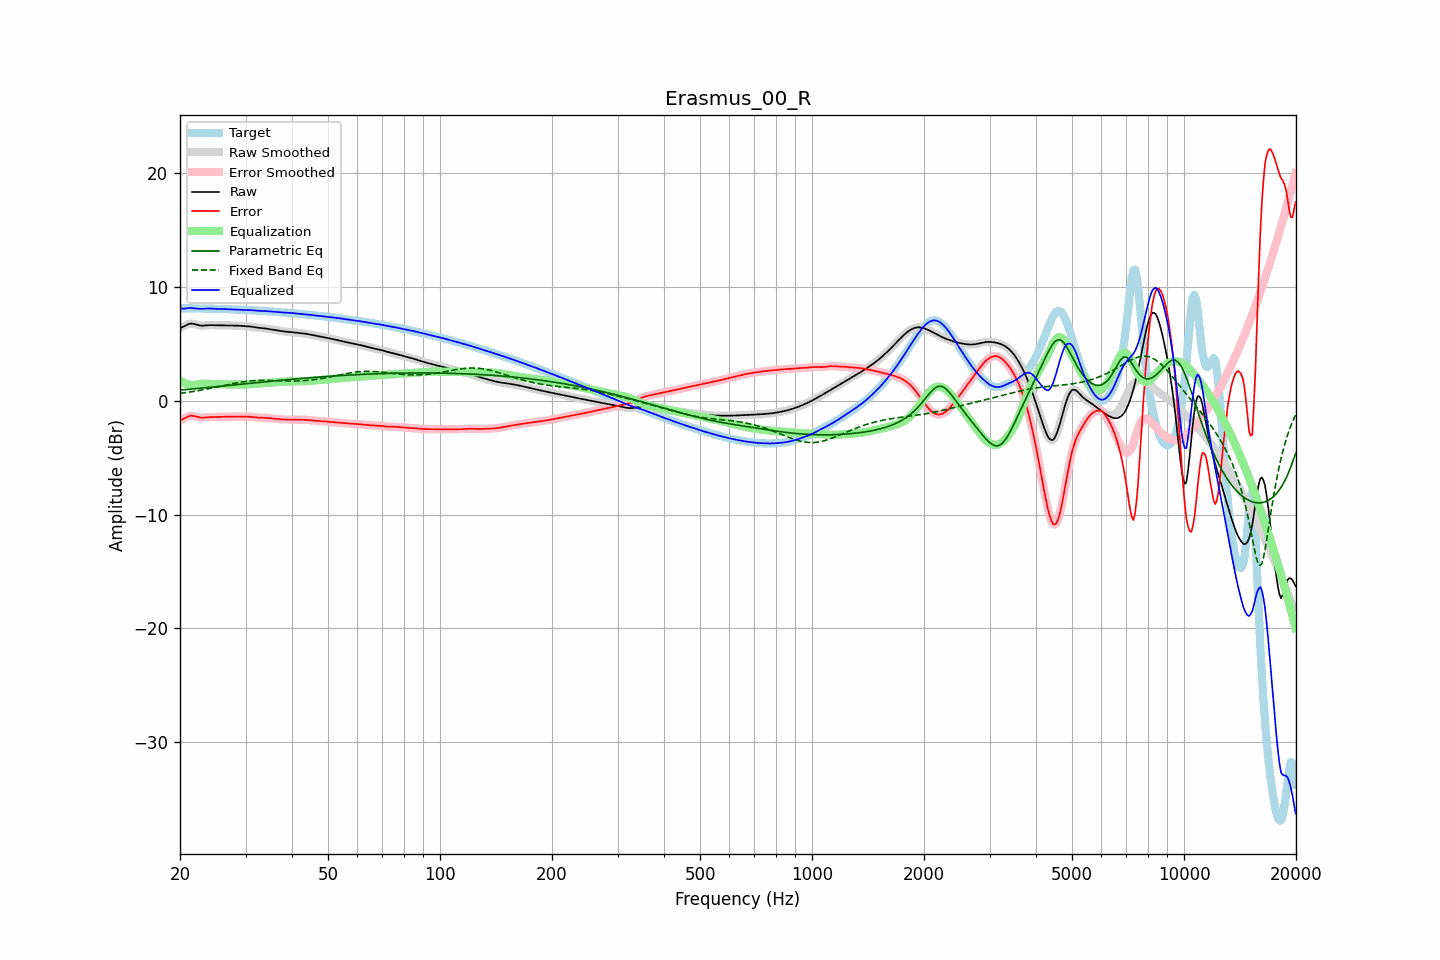 Erasmus_00_R
Target
Raw Smoothed
Error Smoothed
Raw
Error
Equalization
Parametric Eq
Fixed Band Eq
Equalized
20
10
0
−10
−20
−30
Amplitude (dBr)
20 50 100 200 500 1000 2000 5000 10000 20000
Frequency (Hz)